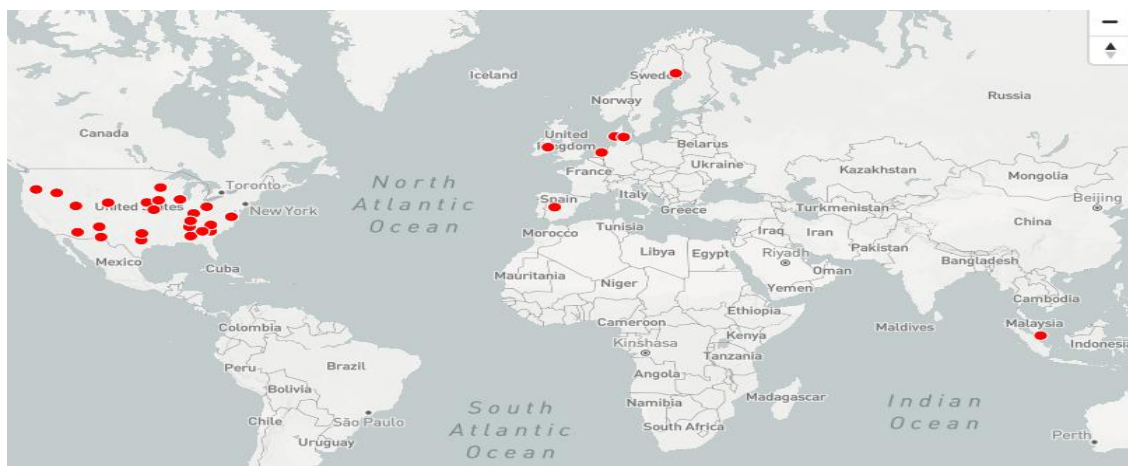 Iceland
Sweden
Norway
Russia
Canada
United
Kingdom
Belarus
Ukraine
Kazakhstan
Mongolia
France
Toronto
North
Atlantic
Ocean
United States
New York
Spain
Italy
Greece
Turkmenistan
Beijing
China
Morocco
Tunisia
Iraq
Iran
Pakistan
Mexico
Cuba
Libya
Egypt
Riyadh
Oman
Bangladesh
Mauritania
Niger
Yemen
Cambodia
Colombia
Cameroon
Ethiopia
Maldives
Malaysia
Indonesia
Kinshasa
Kenya
Tanzania
Peru
Brazil
Angola
Bolivia
Namibia
Madagascar
Indian
Ocean
South
Atlantic
Ocean
Chile
São Paulo
South Africa
Perth
Uruguay